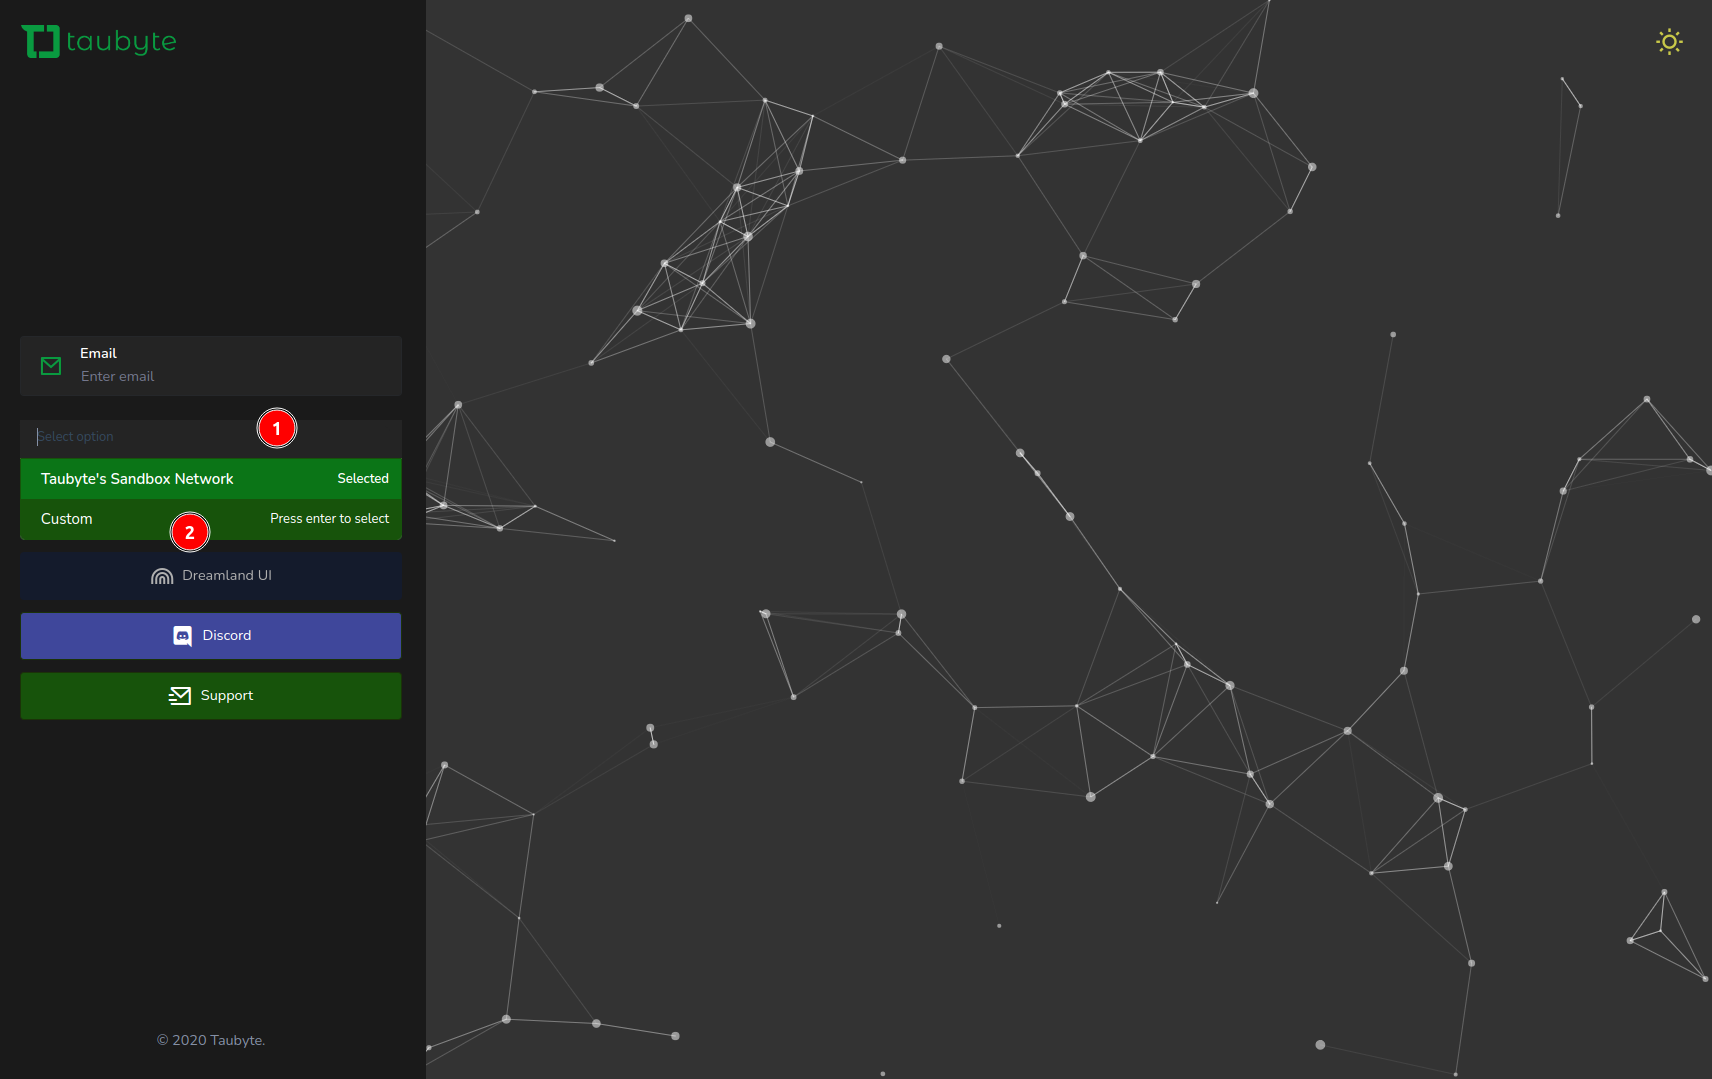 taubyte
Email
Enter email
1
Select option
Taubyte's Sandbox Network Selected
Custom Press enter to select
2
Dreamland UI
Discord
Support
© 2020 Taubyte.